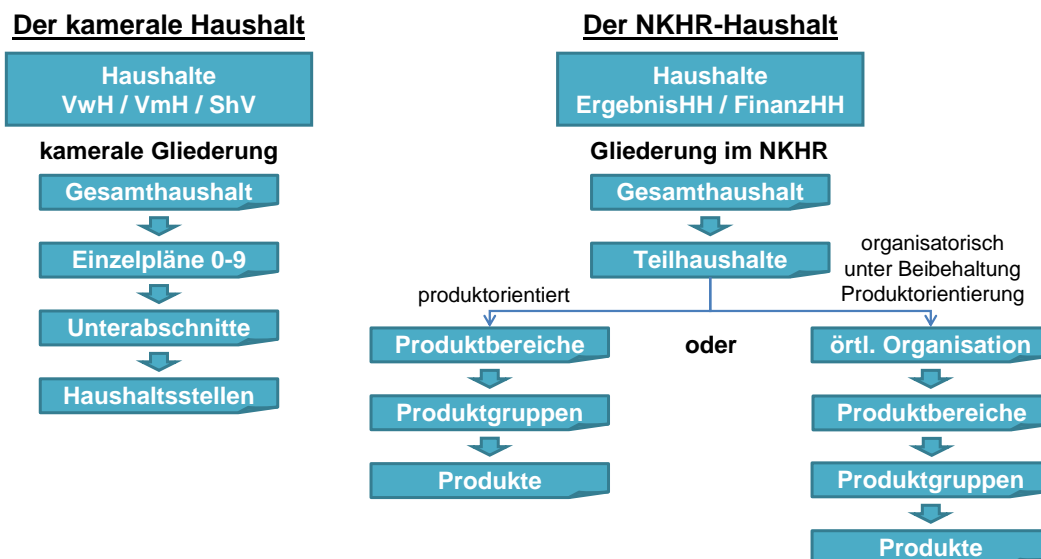 Der kamerale Haushalt
Haushalte
VwH / VmH / ShV
kamerale Gliederung
Gesamthaushalt
Einzelpläne 0-9
Unterabschnitte
Haushaltsstellen
Der NKHR-Haushalt
Haushalte
ErgebnisHH / FinanzHH
Gliederung im NKHR
Gesamthaushalt
Teilhaushalte
produktorientiert
organisatorisch
unter Beibehaltung
Produktorientierung
Produktbereiche
Produktgruppen
Produkte
oder
örtl. Organisation
Produktbereiche
Produktgruppen
Produkte